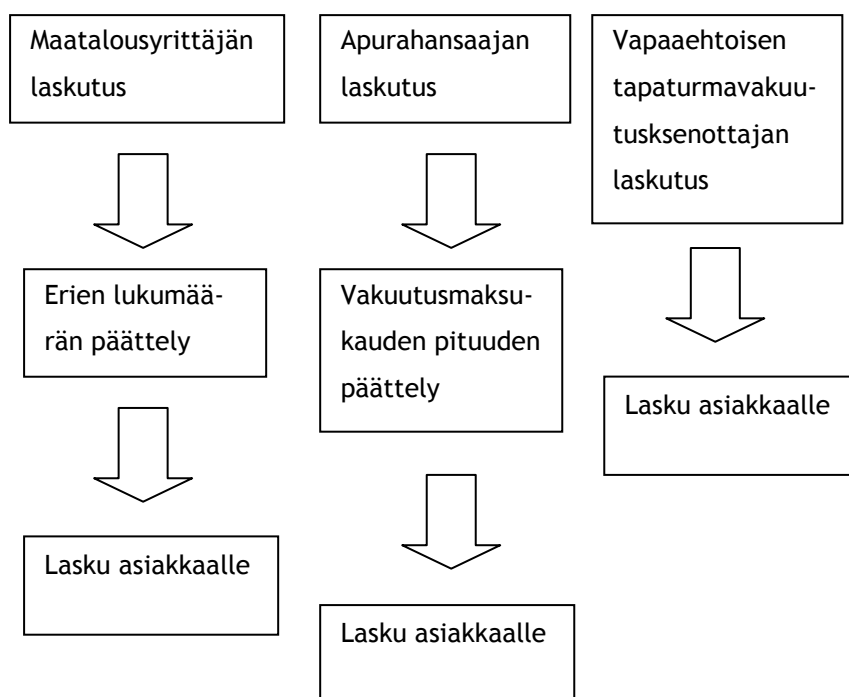 Maatalousyrittäjän
laskutus
Apurahansaajan
laskutus
Vapaaehtoisen
tapaturmavakuu-
tusksenottajan
laskutus
Erien lukumää-
rän päättely
Vakuutusmaksu-
kauden pituuden
päättely
Lasku asiakkaalle
Lasku asiakkaalle
Lasku asiakkaalle